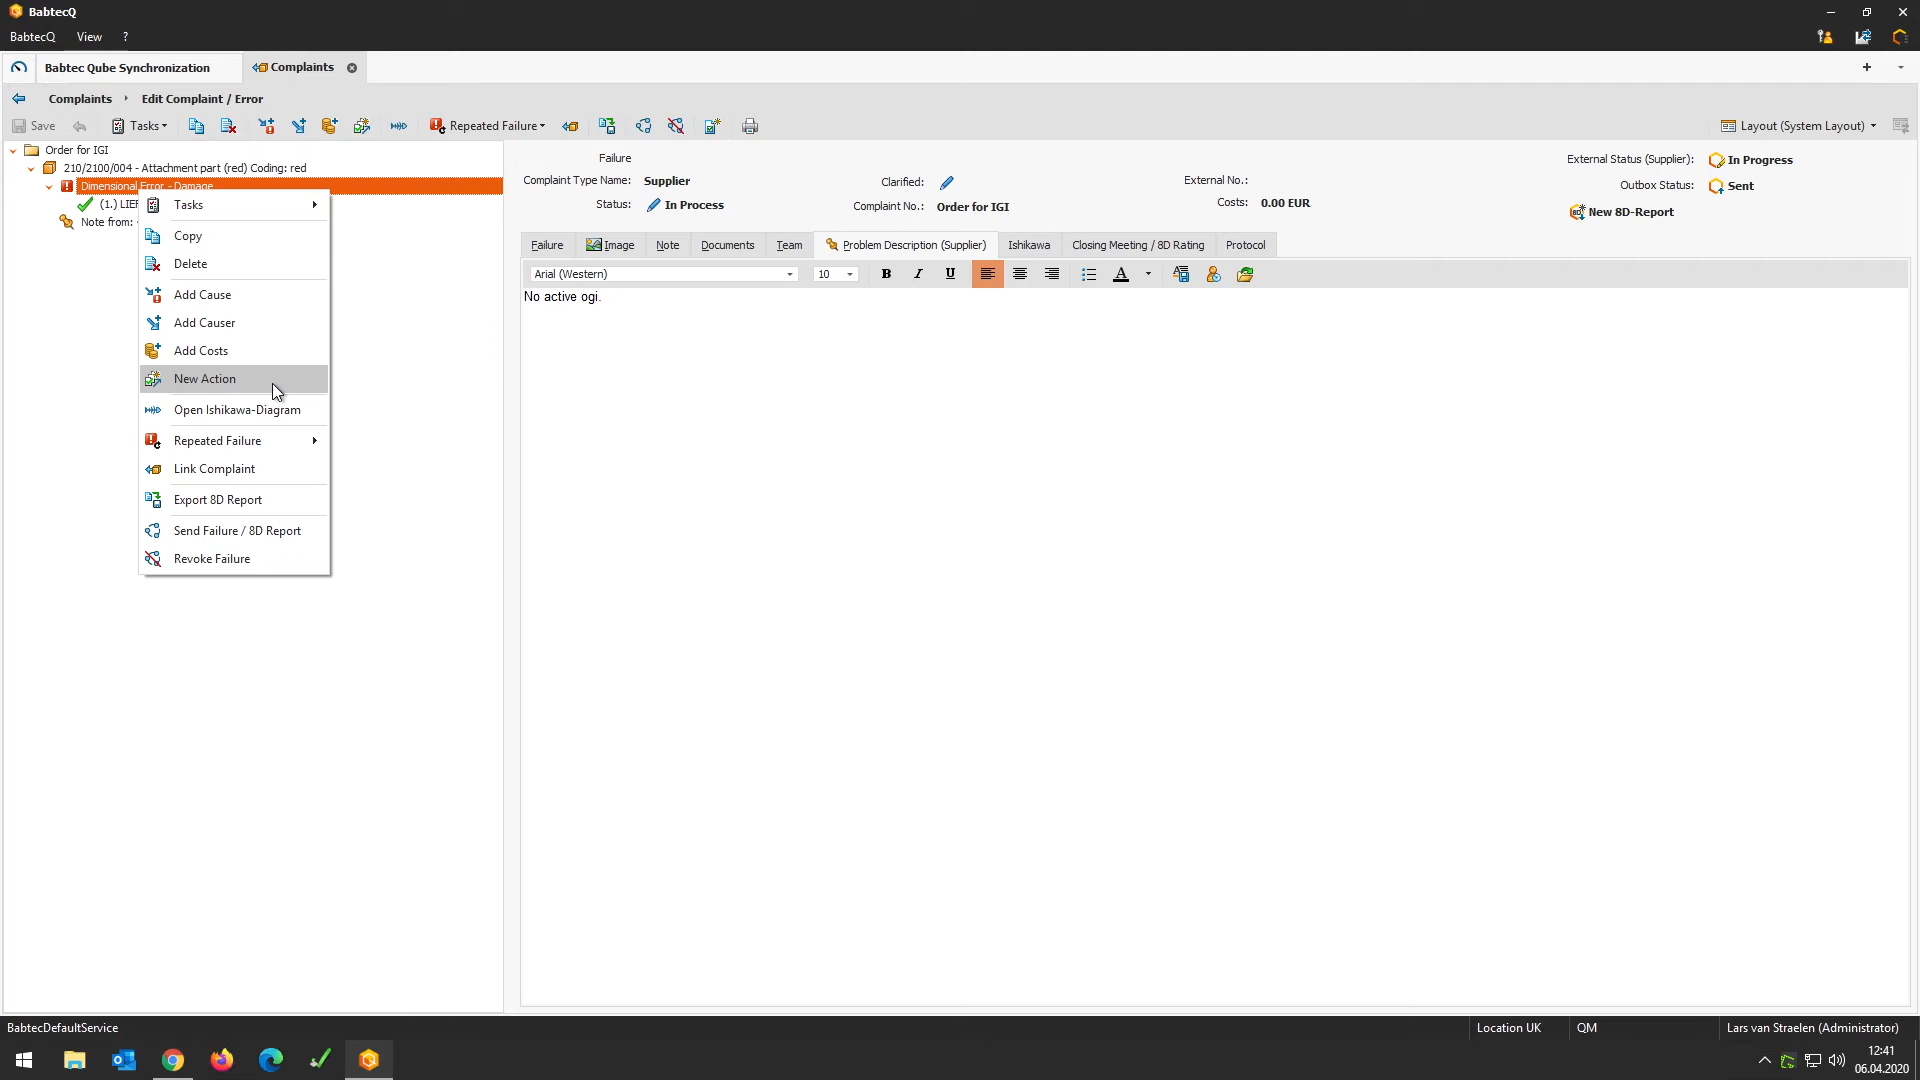 BabtecQ
BabtecQ View ?
Babtec Qube Synchronization Complaints
Complaints Edit Complaint / Error
Save Tasks Repeated Failure Layout (System Layout)
Order for IGI
210/2100/004 - Attachment part (red) Coding: red
Dimensional Error - Damage
(1.) LIEF
Note from:
Tasks
Copy
Delete
Add Cause
Add Causer
Add Costs
New Action
Open Ishikawa-Diagram
Repeated Failure
Link Complaint
Export 8D Report
Send Failure / 8D Report
Revoke Failure
Failure
Complaint Type Name: Supplier Clarified: External No.:
Status: In Process Complaint No.: Order for IGI Costs: 0.00 EUR
External Status (Supplier): In Progress
Outbox Status: Sent
New 8D-Report
Failure Image Note Documents Team Problem Description (Supplier) Ishikawa Closing Meeting / 8D Rating Protocol
Arial (Western) 10 B I U A
No active ogi.
BabtecDefaultService Location UK QM Lars van Straelen (Administrator)
12:41
06.04.2020